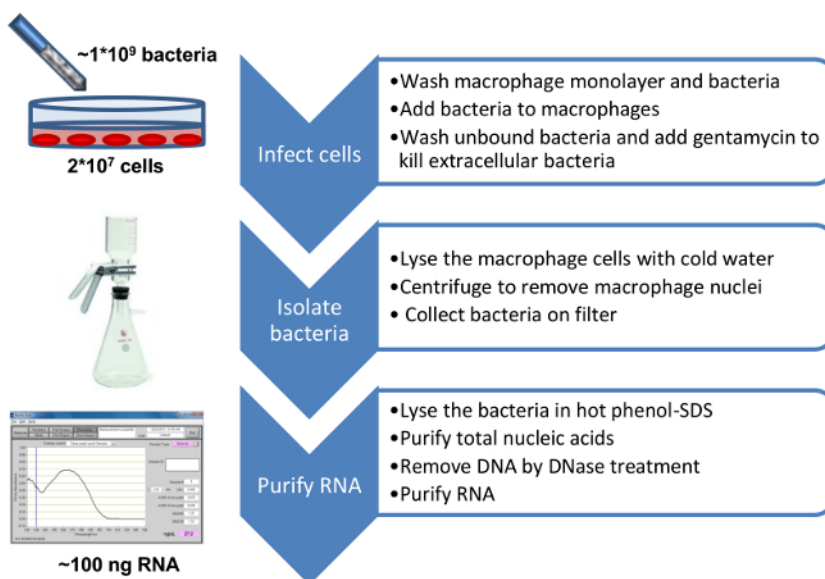 ~1*10⁹ bacteria
2*10⁷ cells
Infect cells
•Wash macrophage monolayer and bacteria
•Add bacteria to macrophages
•Wash unbound bacteria and add gentamycin to
kill extracellular bacteria
Isolate
bacteria
•Lyse the macrophage cells with cold water
•Centrifuge to remove macrophage nuclei
• Collect bacteria on filter
Purify RNA
•Lyse the bacteria in hot phenol-SDS
•Purify total nucleic acids
•Remove DNA by DNase treatment
•Purify RNA
~100 ng RNA